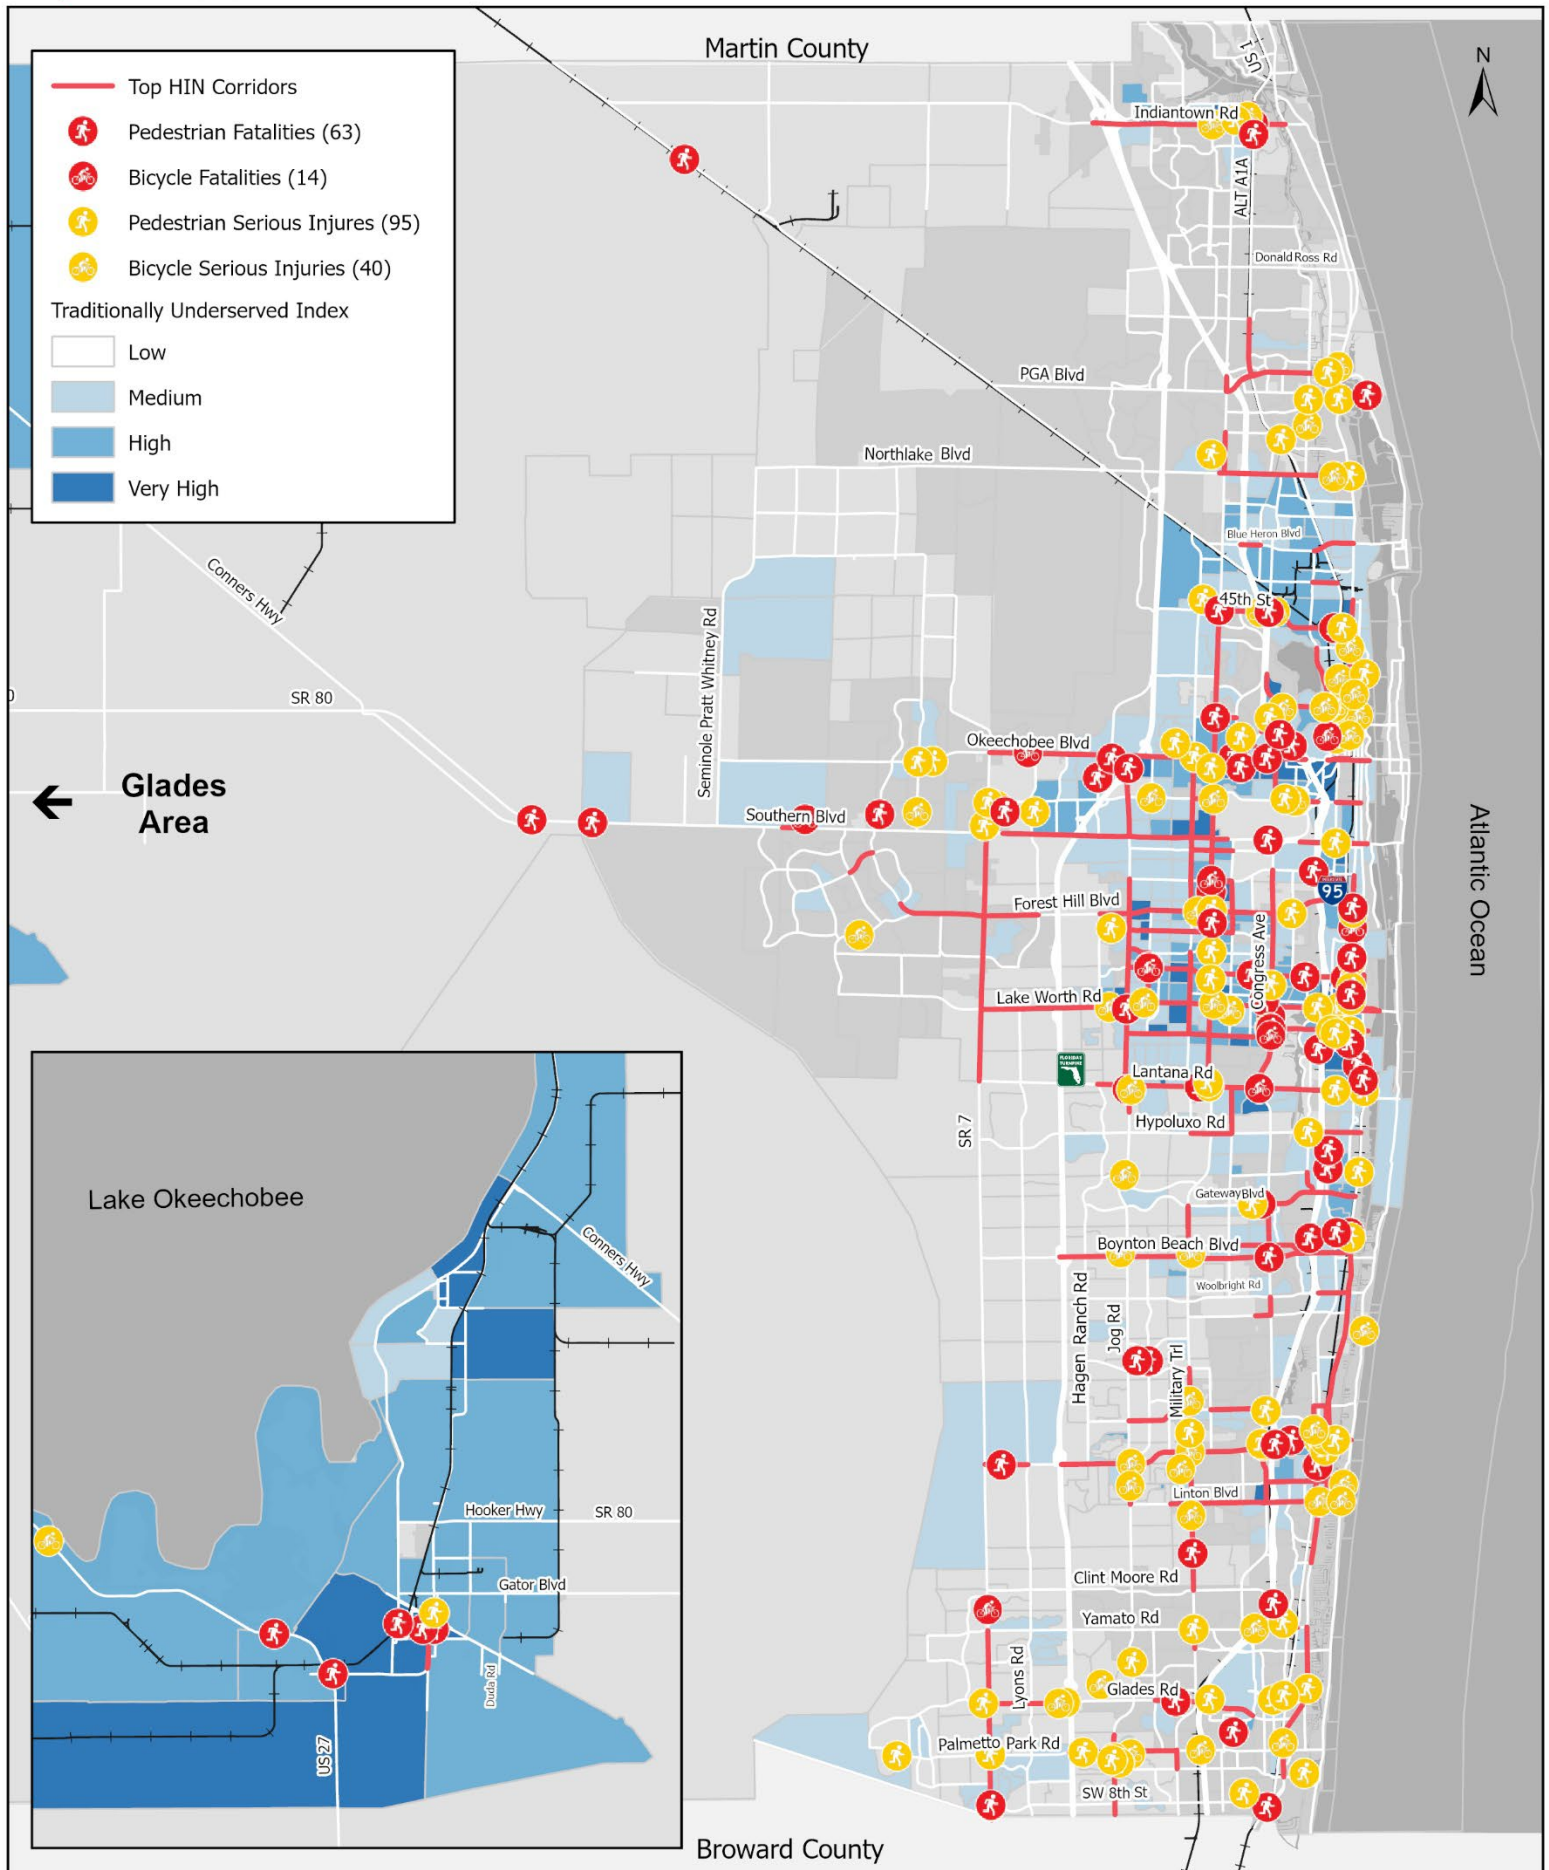 Martin County
Top HIN Corridors
Pedestrian Fatalities (63)
Bicycle Fatalities (14)
Pedestrian Serious Injures (95)
Bicycle Serious Injuries (40)
Traditionally Underserved Index
Low
Medium
High
Very High
N
US 1
Indiantown Rd
ALT A1A
Donald Ross Rd
PGA Blvd
Northlake Blvd
Blue Heron Blvd
45th St
Conners Hwy
SR 80
Seminole Pratt Whitney Rd
Okeechobee Blvd
Glades
Area
Southern Blvd
Atlantic Ocean
95
Forest Hill Blvd
Congress Ave
Lake Worth Rd
FLORIDA'S
TURNPIKE
Lantana Rd
Hypoluxo Rd
SR 7
Gateway Blvd
Boynton Beach Blvd
Woolbright Rd
Hagen Ranch Rd
Jog Rd
Military Trl
Linton Blvd
Clint Moore Rd
Yamato Rd
Lyons Rd
Glades Rd
Palmetto Park Rd
SW 8th St
Lake Okeechobee
Conners Hwy
Hooker Hwy
SR 80
Gator Blvd
Duda Rd
US 27
Broward County